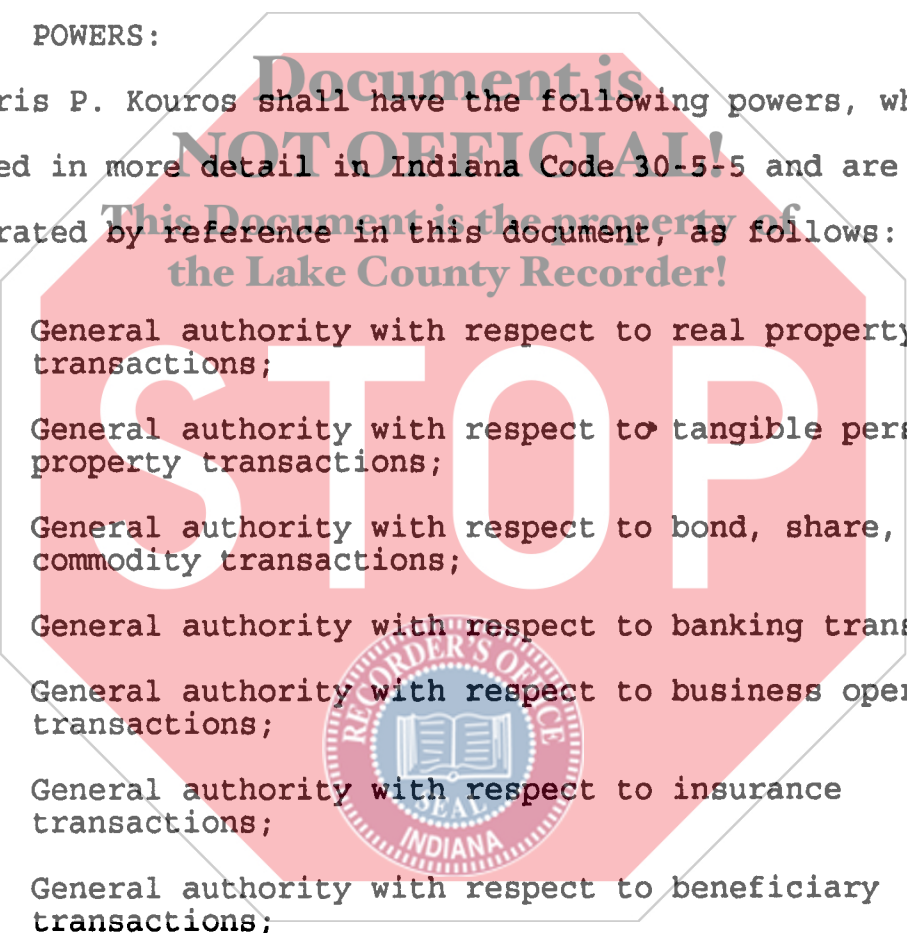 POWERS:
Document is
ris P. Kouros shall have the following powers, wh
NOT OFFICIAL!
ed in more detail in Indiana Code 30-5-5 and are
This Document is the property of
rated by reference in this document, as follows:
the Lake County Recorder!
General authority with respect to real property
transactions;
STOP
General authority with respect to tangible pers
property transactions;
General authority with respect to bond, share,
commodity transactions;
General authority with respect to banking trans
RECORDER'S OFFICE
General authority with respect to business oper
transactions;
General authority with respect to insurance
transactions;
SEAL
INDIANA
General authority with respect to beneficiary
transactions;